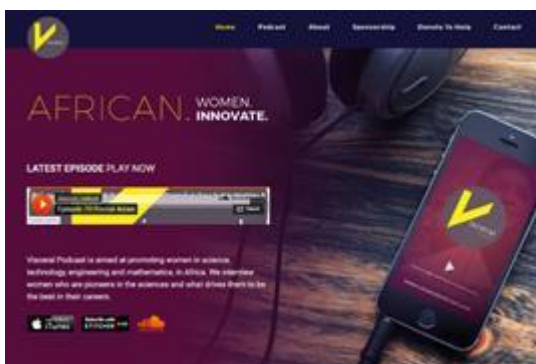 Home Podcast About Sponsorship Donate To Help Contact
AFRICAN. WOMEN.
INNOVATE.
LATEST EPISODE PLAY NOW
Visceral Podcast is aimed at promoting women in science,
technology, engineering and mathematics, in Africa. We interview
women who are pioneers in the sciences and what drives them to be
the best in their careers.
iTunes
STITCHER